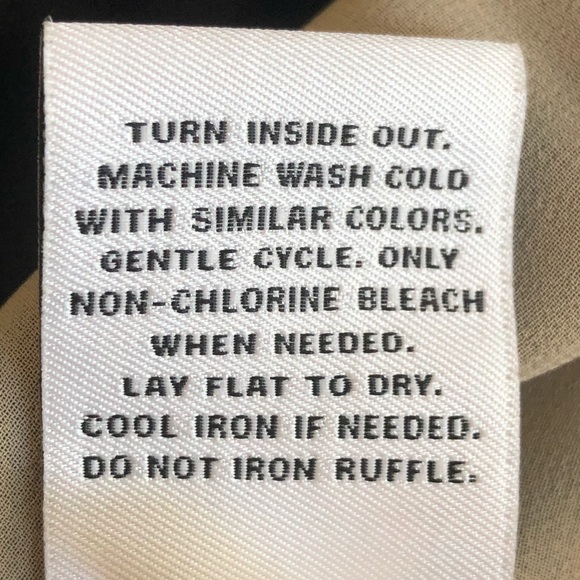 TURN INSIDE OUT.
MACHINE WASH COLD
WITH SIMILAR COLORS.
GENTLE CYCLE. ONLY
NON-CHLORINE BLEACH
WHEN NEEDED.
LAY FLAT TO DRY.
COOL IRON IF NEEDED.
DO NOT IRON RUFFLE.